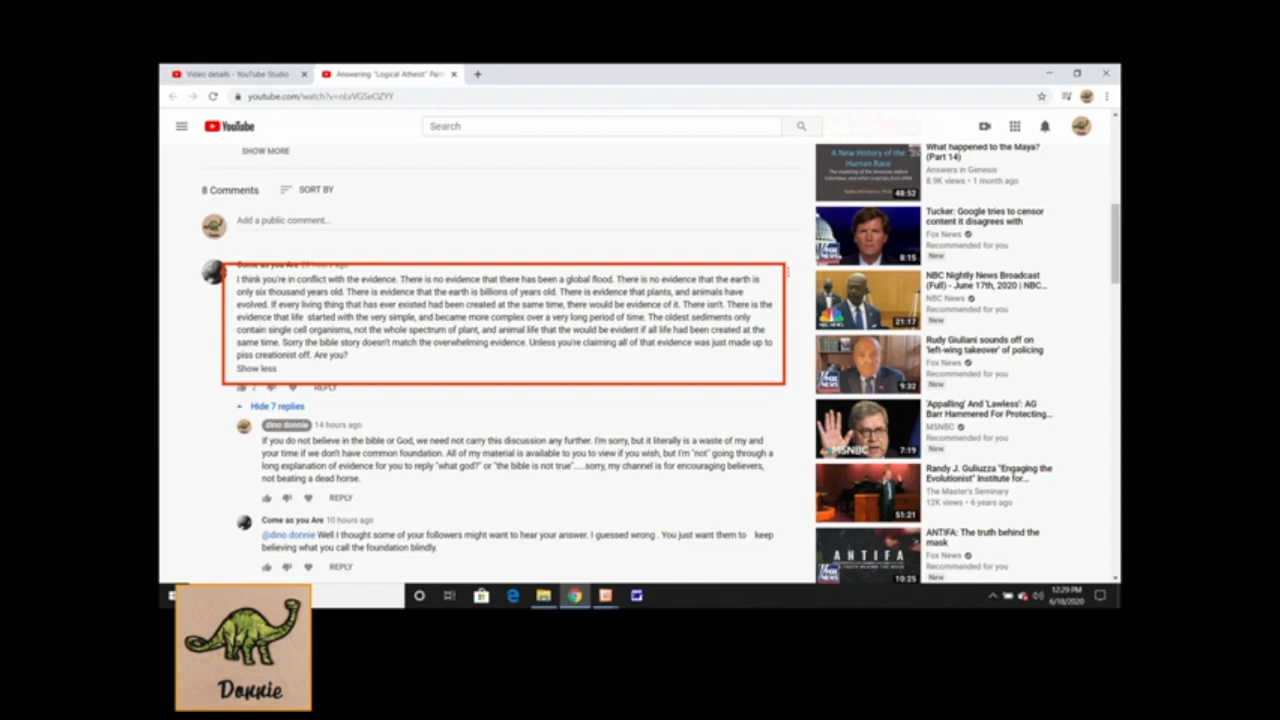 Video details - YouTube Studio
Answering "Logical Atheist" Part
youtube.com/watch?v=nLvVGSeOZYY
YouTube
Search
SHOW MORE
8 Comments
SORT BY
Add a public comment...
Come as you Are
I think you're in conflict with the evidence. There is no evidence that there has been a global flood. There is no evidence that the earth is
only six thousand years old. There is evidence that the earth is billions of years old. There is evidence that plants, and animals have
evolved. If every living thing that has ever existed had been created at the same time, there would be evidence of it. There isn't. There is the
evidence that life started with the very simple, and became more complex over a very long period of time. The oldest sediments only
contain single cell organisms, not the whole spectrum of plant, and animal life that the would be evident if all life had been created at the
same time. Sorry the bible story doesn't match the overwhelming evidence. Unless you're claiming all of that evidence was just made up to
piss creationist off. Are you?
Show less
2 REPLY
Hide 7 replies
dino donnie 14 hours ago
If you do not believe in the bible or God, we need not carry this discussion any further. I'm sorry, but it literally is a waste of my and
your time if we don't have common foundation. All of my material is available to you to view if you wish, but I'm "not" going through a
long explanation of evidence for you to reply "what god?" or "the bible is not true".....sorry, my channel is for encouraging believers,
not beating a dead horse.
REPLY
Come as you Are 10 hours ago
@dino donnie Well I thought some of your followers might want to hear your answer. I guessed wrong . You just want them to keep
believing what you call the foundation blindly.
REPLY
A New History of the
Human Race
48:52
What happened to the Maya?
(Part 14)
Answers in Genesis
8.9K views • 1 month ago
8:15
Tucker: Google tries to censor
content it disagrees with
Fox News
Recommended for you
New
21:17
NBC Nightly News Broadcast
(Full) - June 17th, 2020 | NBC...
NBC News
Recommended for you
New
9:32
Rudy Giuliani sounds off on
'left-wing takeover' of policing
Fox News
Recommended for you
New
MSNBC
7:19
'Appalling' And 'Lawless': AG
Barr Hammered For Protecting...
MSNBC
Recommended for you
New
51:21
Randy J. Guliuzza "Engaging the
Evolutionist" Institute for...
The Master's Seminary
12K views • 6 years ago
ANTIFA
10:25
ANTIFA: The truth behind the
mask
Fox News
Recommended for you
New
12:29 PM
6/18/2020
Donnie